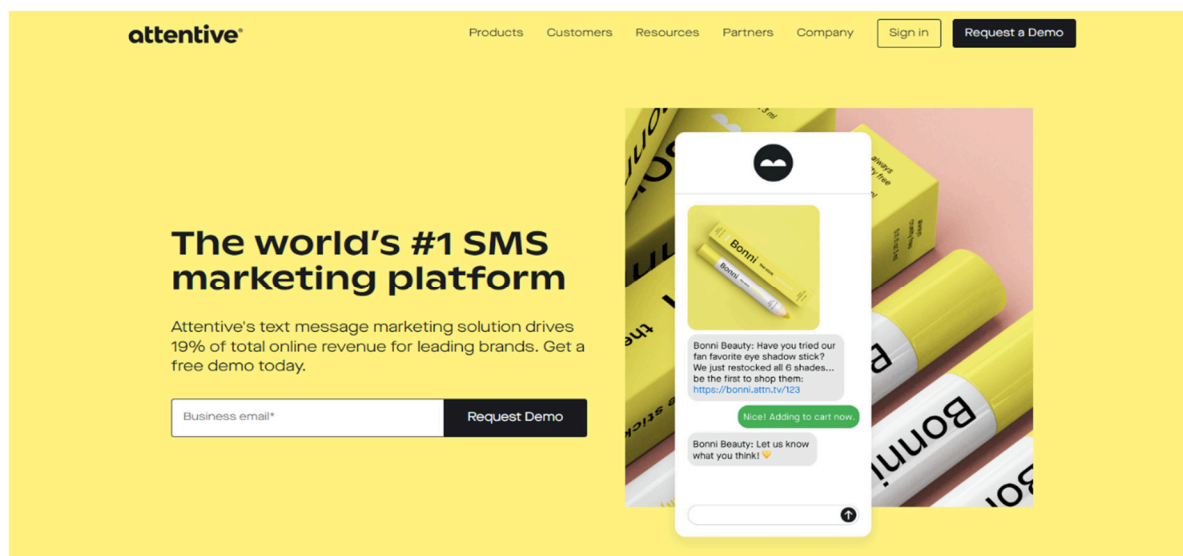 attentive®
Products Customers Resources Partners Company Sign in Request a Demo
The world's #1 SMS
marketing platform
Attentive's text message marketing solution drives
19% of total online revenue for leading brands. Get a
free demo today.
Business email*
Request Demo
Bonni
Bonni
Bonni Beauty: Have you tried our
fan favorite eye shadow stick?
We just restocked all 6 shades...
be the first to shop them:
https://bonni.attn.tv/123
Nice! Adding to cart now.
Bonni Beauty: Let us know
what you think! 💛
always
Bonni